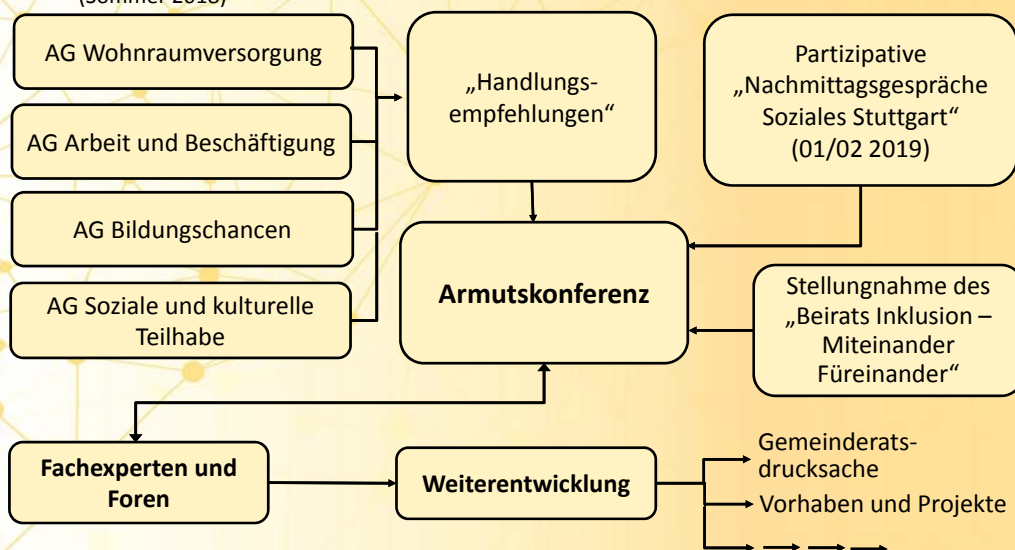 (Sommer 2018)
AG Wohnraumversorgung
AG Arbeit und Beschäftigung
AG Bildungschancen
AG Soziale und kulturelle
Teilhabe
„Handlungs-
empfehlungen“
Partizipative
„Nachmittagsgespräche
Soziales Stuttgart“
(01/02 2019)
Armutskonferenz
Stellungnahme des
„Beirats Inklusion –
Miteinander
Füreinander“
Fachexperten und
Foren
Weiterentwicklung
Gemeinderats-
drucksache
Vorhaben und Projekte